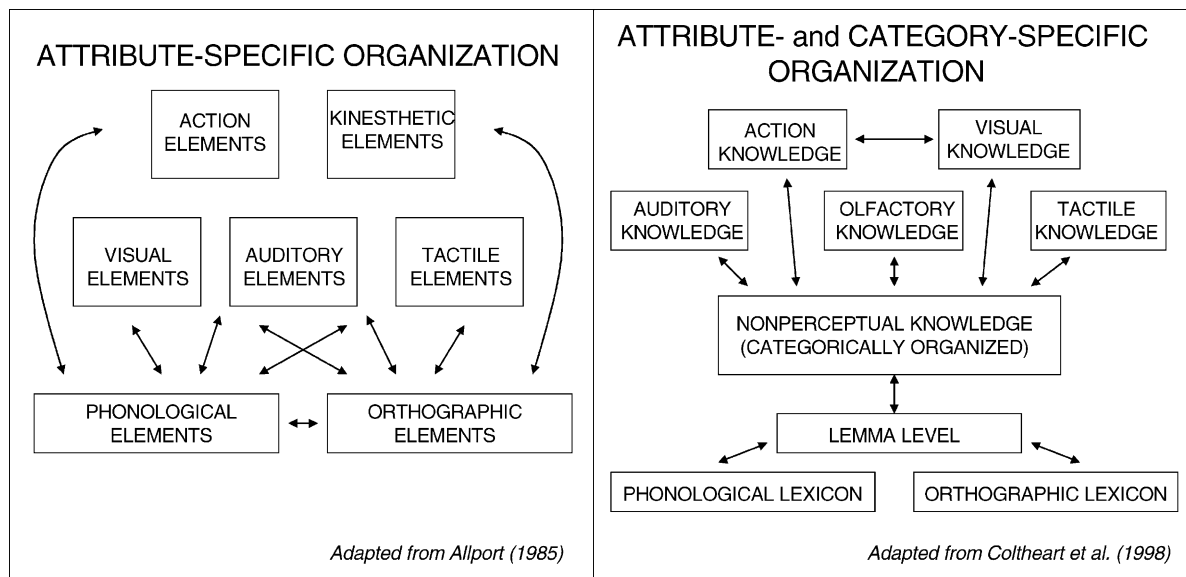 ATTRIBUTE-SPECIFIC ORGANIZATION
ACTION
ELEMENTS
KINESTHETIC
ELEMENTS
VISUAL
ELEMENTS
AUDITORY
ELEMENTS
TACTILE
ELEMENTS
PHONOLOGICAL
ELEMENTS
ORTHOGRAPHIC
ELEMENTS
Adapted from Allport (1985)
ATTRIBUTE- and CATEGORY-SPECIFIC
ORGANIZATION
ACTION
KNOWLEDGE
VISUAL
KNOWLEDGE
AUDITORY
KNOWLEDGE
OLFACTORY
KNOWLEDGE
TACTILE
KNOWLEDGE
NONPERCEPTUAL KNOWLEDGE
(CATEGORICALLY ORGANIZED)
LEMMA LEVEL
PHONOLOGICAL LEXICON
ORTHOGRAPHIC LEXICON
Adapted from Coltheart et al. (1998)